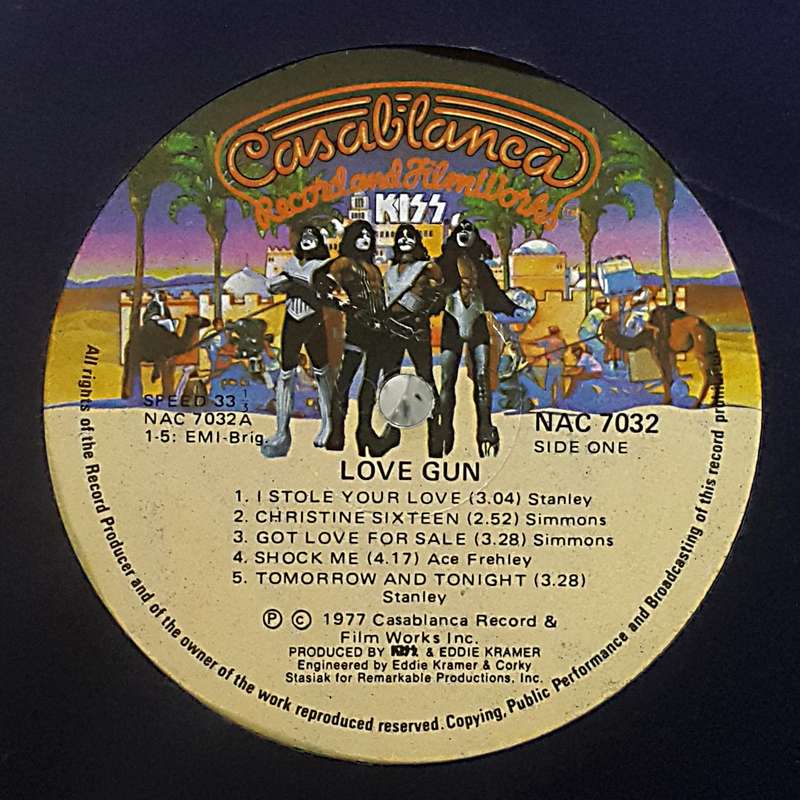 Casablanca
Record and FilmWorks
KISS
SPEED 33 1/3
NAC 7032A
1-5: EMI-Brig.
NAC 7032
SIDE ONE
LOVE GUN
1. I STOLE YOUR LOVE (3.04) Stanley
2. CHRISTINE SIXTEEN (2.52) Simmons
3. GOT LOVE FOR SALE (3.28) Simmons
4. SHOCK ME (4.17) Ace Frehley
5. TOMORROW AND TONIGHT (3.28)
Stanley
Ⓟ © 1977 Casablanca Record &
Film Works Inc.
PRODUCED BY KISS & EDDIE KRAMER
Engineered by Eddie Kramer & Corky
Stasiak for Remarkable Productions, Inc.
All rights of the Record Producer and of the owner of the work reproduced reserved. Copying, Public Performance and Broadcasting of this record prohibited